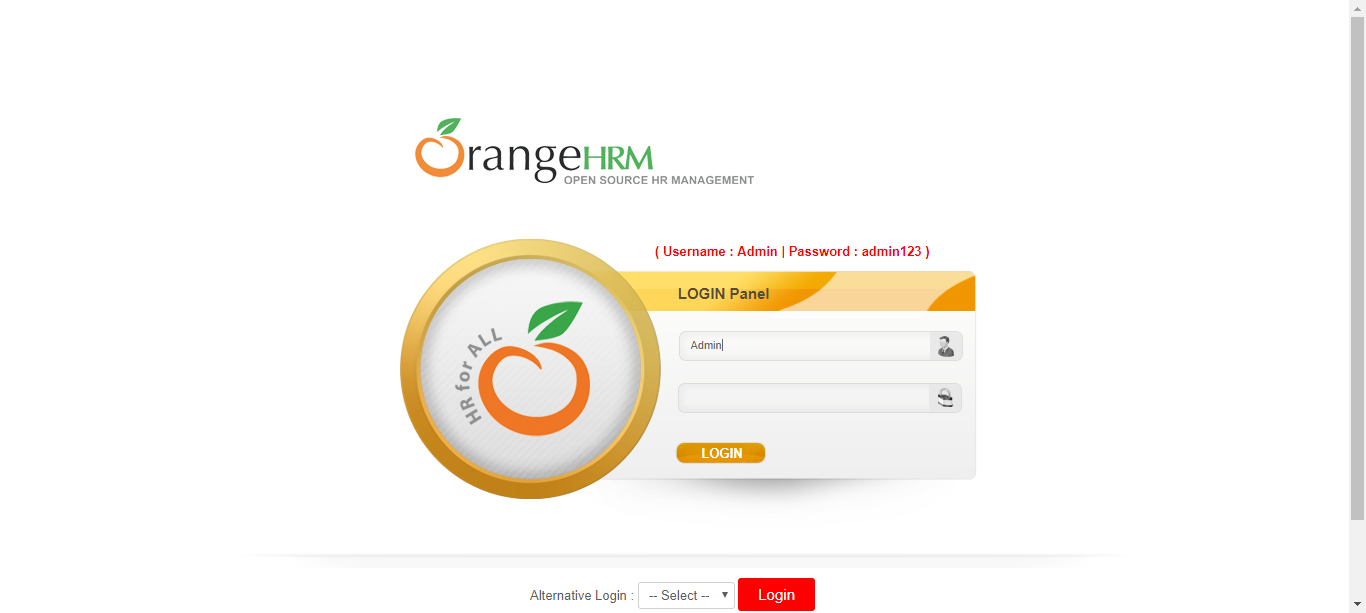 OrangeHRM
OPEN SOURCE HR MANAGEMENT
( Username : Admin | Password : admin123 )
LOGIN Panel
HR for ALL
Admin
LOGIN
Alternative Login : -- Select -- Login